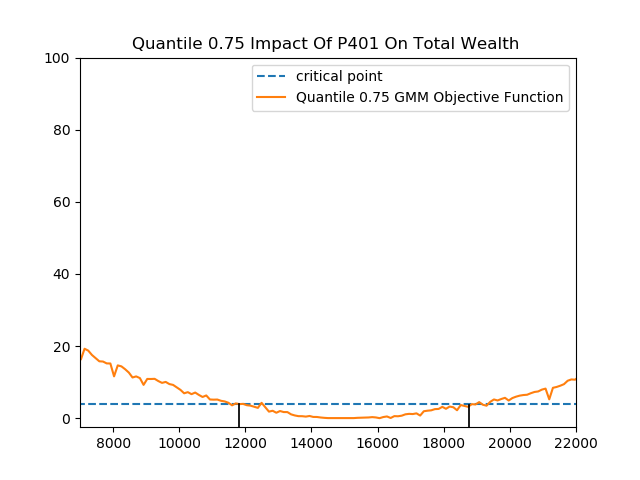 Quantile 0.75 Impact Of P401 On Total Wealth
critical point
Quantile 0.75 GMM Objective Function
100
80
60
40
20
0
8000 10000 12000 14000 16000 18000 20000 22000